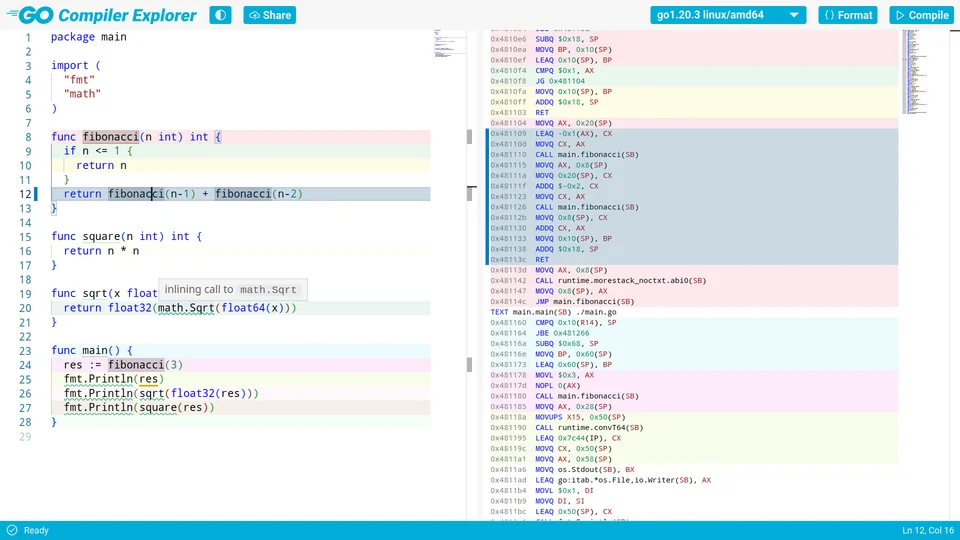 GO Compiler Explorer
Share
go1.20.3 linux/amd64
Format
Compile
1 package main
2
3 import (
4 "fmt"
5 "math"
6 )
7
8 func fibonacci(n int) int {
9 if n <= 1 {
10 return n
11 }
12 return fibonacci(n-1) + fibonacci(n-2)
13 }
14
15 func square(n int) int {
16 return n * n
17 }
18
inlining call to math.Sqrt
19 func sqrt(x float
20 return float32(math.Sqrt(float64(x)))
21 }
22
23 func main() {
24 res := fibonacci(3)
25 fmt.Println(res)
26 fmt.Println(sqrt(float32(res)))
27 fmt.Println(square(res))
28 }
29
0x4810e6 SUBQ $0x18, SP
0x4810ea MOVQ BP, 0x10(SP)
0x4810ef LEAQ 0x10(SP), BP
0x4810f4 CMPQ $0x1, AX
0x4810f8 JG 0x481104
0x4810fa MOVQ 0x10(SP), BP
0x4810ff ADDQ $0x18, SP
0x481103 RET
0x481104 MOVQ AX, 0x20(SP)
0x481109 LEAQ -0x1(AX), CX
0x48110d MOVQ CX, AX
0x481110 CALL main.fibonacci(SB)
0x481115 MOVQ AX, 0x8(SP)
0x48111a MOVQ 0x20(SP), CX
0x48111f ADDQ $-0x2, CX
0x481123 MOVQ CX, AX
0x481126 CALL main.fibonacci(SB)
0x48112b MOVQ 0x8(SP), CX
0x481130 ADDQ CX, AX
0x481133 MOVQ 0x10(SP), BP
0x481138 ADDQ $0x18, SP
0x48113c RET
0x48113d MOVQ AX, 0x8(SP)
0x481142 CALL runtime.morestack_noctxt.abi0(SB)
0x481147 MOVQ 0x8(SP), AX
0x48114c JMP main.fibonacci(SB)
TEXT main.main(SB) ./main.go
0x481160 CMPQ 0x10(R14), SP
0x481164 JBE 0x481266
0x48116a SUBQ $0x68, SP
0x48116e MOVQ BP, 0x60(SP)
0x481173 LEAQ 0x60(SP), BP
0x481178 MOVL $0x3, AX
0x48117d NOPL 0(AX)
0x481180 CALL main.fibonacci(SB)
0x481185 MOVQ AX, 0x28(SP)
0x48118a MOVUPS X15, 0x50(SP)
0x481190 CALL runtime.convT64(SB)
0x481195 LEAQ 0x7c44(IP), CX
0x48119c MOVQ CX, 0x50(SP)
0x4811a1 MOVQ AX, 0x58(SP)
0x4811a6 MOVQ os.Stdout(SB), BX
0x4811ad LEAQ go:itab.*os.File,io.Writer(SB), AX
0x4811b4 MOVL $0x1, DI
0x4811b9 MOVQ DI, SI
0x4811bc LEAQ 0x50(SP), CX
Ready
Ln 12, Col 16